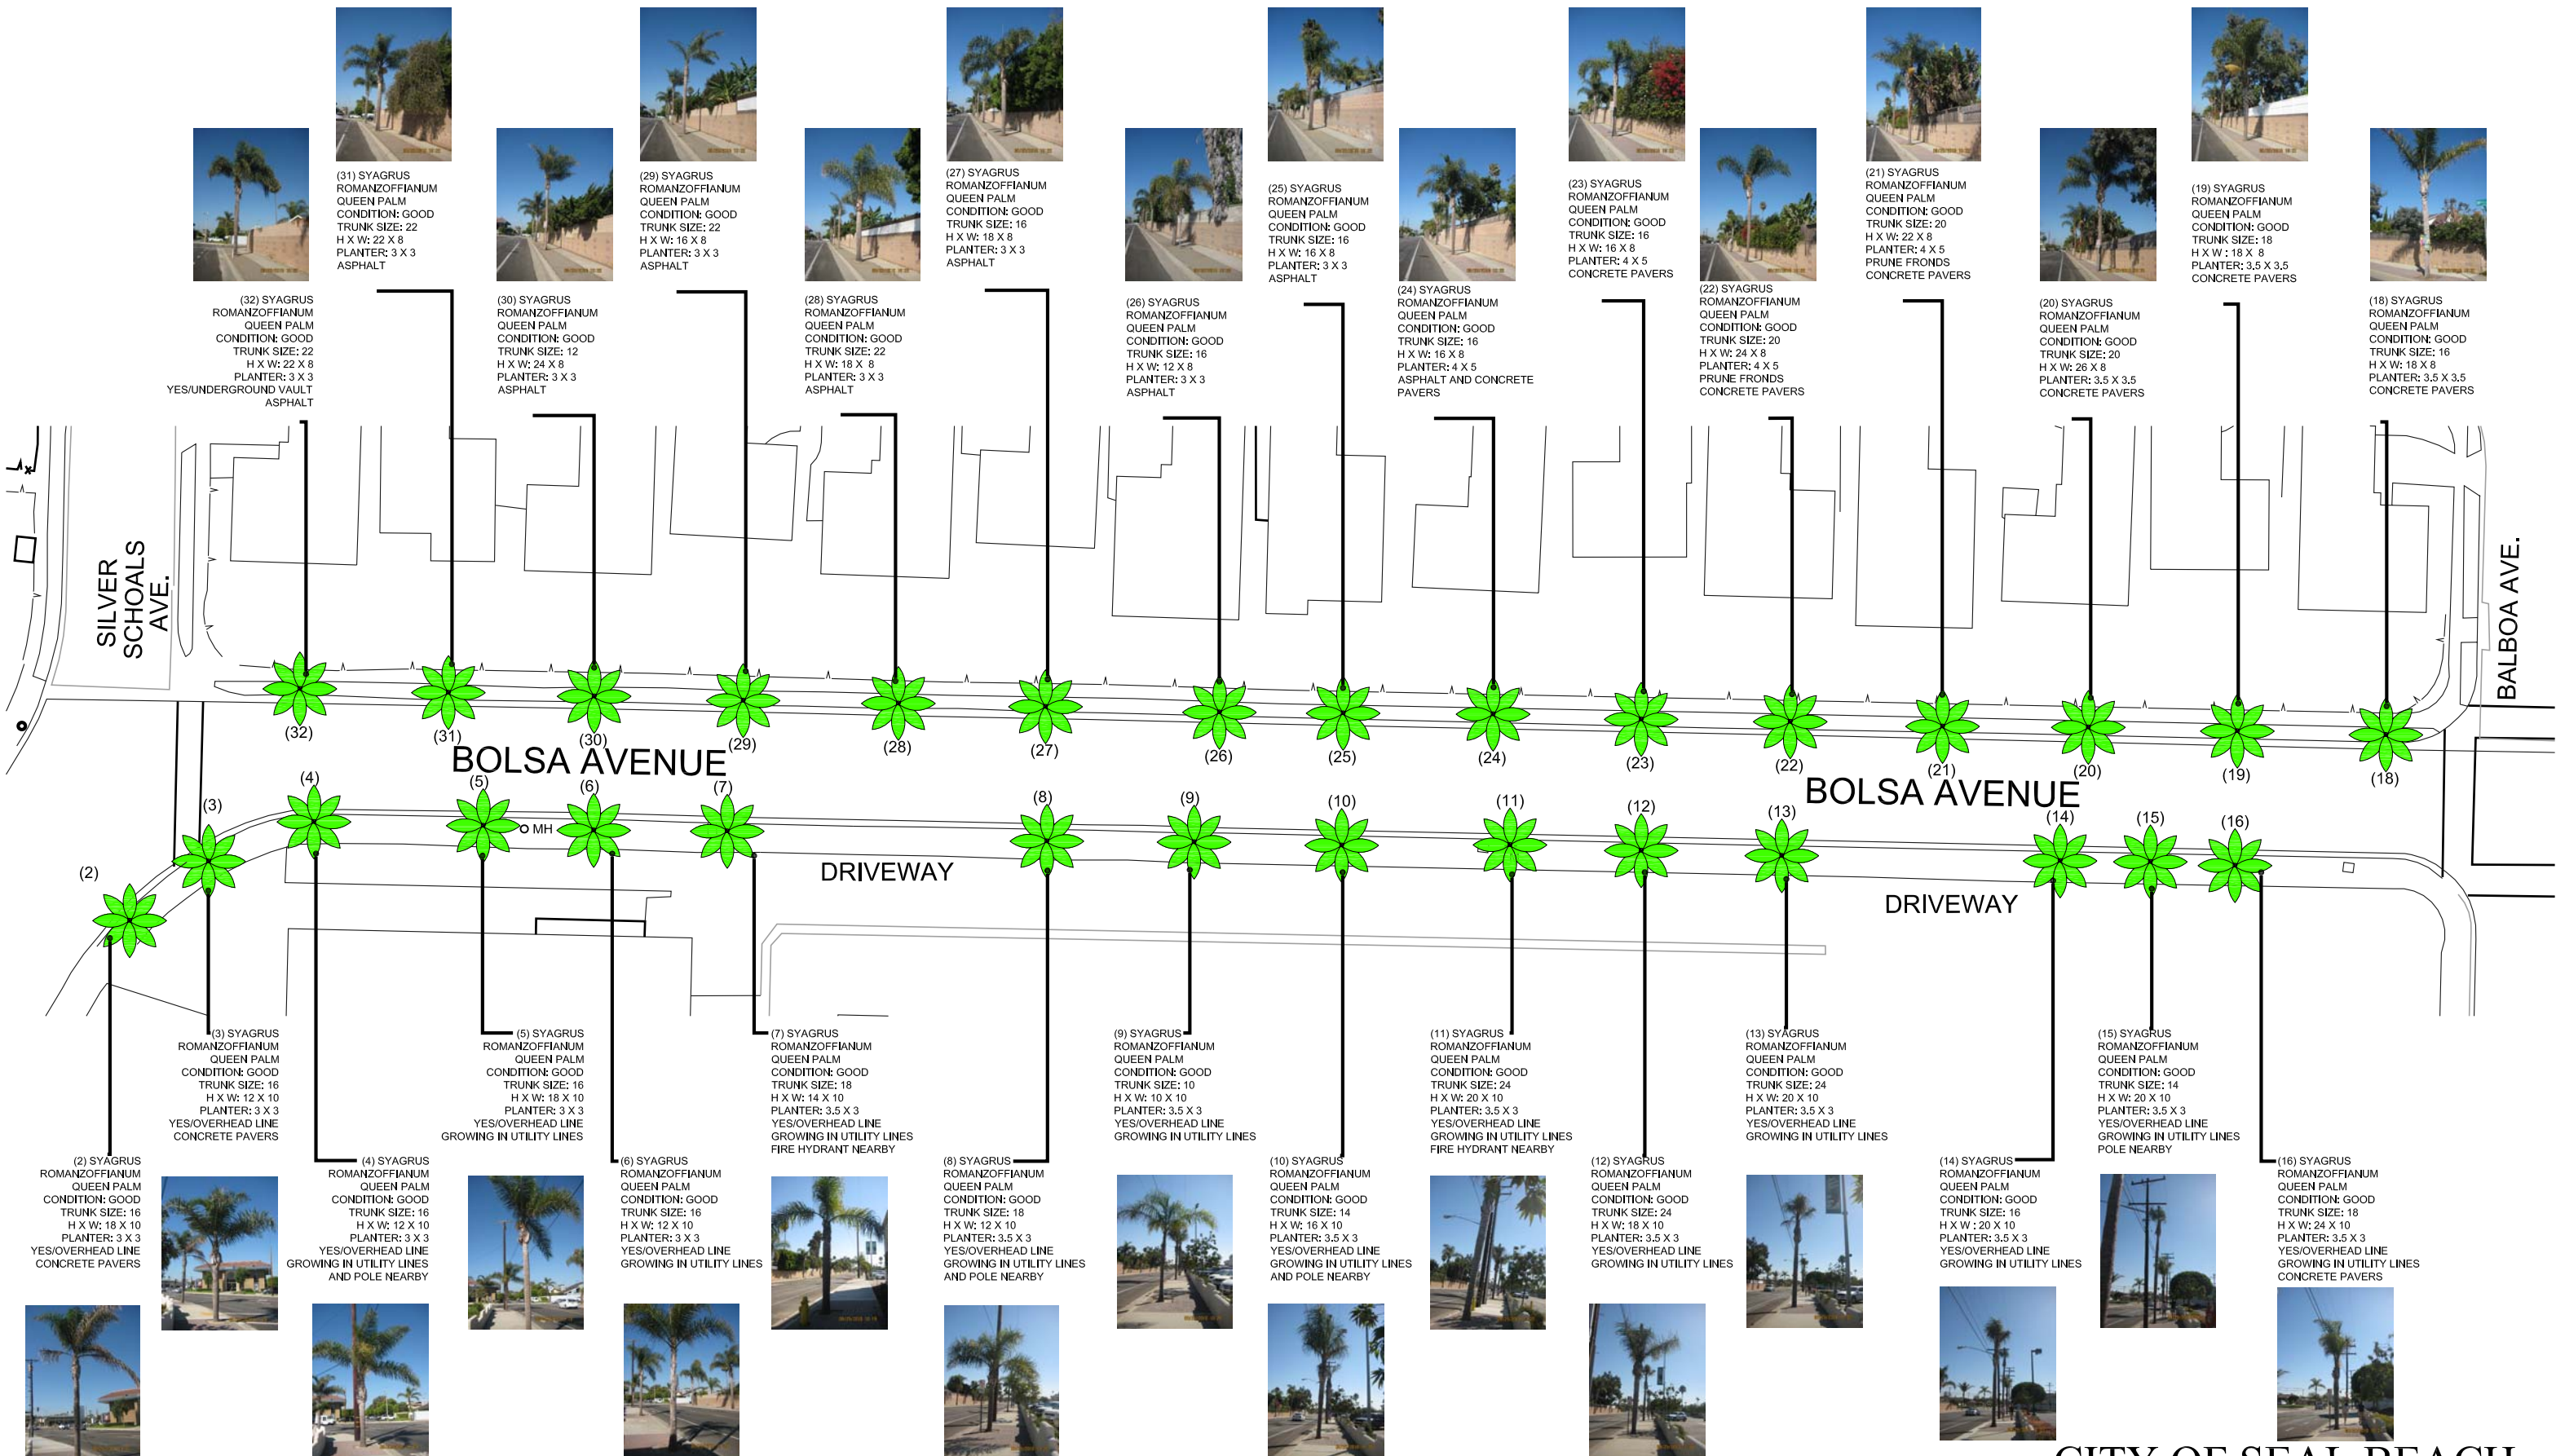 (31) SYAGRUS
ROMANZOFFIANUM
QUEEN PALM
CONDITION: GOOD
TRUNK SIZE: 22
H X W: 22 X 8
PLANTER: 3 X 3
ASPHALT
(29) SYAGRUS
ROMANZOFFIANUM
QUEEN PALM
CONDITION: GOOD
TRUNK SIZE: 22
H X W: 16 X 8
PLANTER: 3 X 3
ASPHALT
(27) SYAGRUS
ROMANZOFFIANUM
QUEEN PALM
CONDITION: GOOD
TRUNK SIZE: 16
H X W: 18 X 8
PLANTER: 3 X 3
ASPHALT
(25) SYAGRUS
ROMANZOFFIANUM
QUEEN PALM
CONDITION: GOOD
TRUNK SIZE: 16
H X W: 16 X 8
PLANTER: 3 X 3
ASPHALT
(23) SYAGRUS
ROMANZOFFIANUM
QUEEN PALM
CONDITION: GOOD
TRUNK SIZE: 16
H X W: 16 X 8
PLANTER: 4 X 5
CONCRETE PAVERS
(21) SYAGRUS
ROMANZOFFIANUM
QUEEN PALM
CONDITION: GOOD
TRUNK SIZE: 20
H X W: 22 X 8
PLANTER: 4 X 5
PRUNE FRONDS
CONCRETE PAVERS
(19) SYAGRUS
ROMANZOFFIANUM
QUEEN PALM
CONDITION: GOOD
TRUNK SIZE: 18
H X W : 18 X 8
PLANTER: 3.5 X 3.5
CONCRETE PAVERS
(32) SYAGRUS
ROMANZOFFIANUM
QUEEN PALM
CONDITION: GOOD
TRUNK SIZE: 22
H X W: 22 X 8
PLANTER: 3 X 3
YES/UNDERGROUND VAULT
ASPHALT
(30) SYAGRUS
ROMANZOFFIANUM
QUEEN PALM
CONDITION: GOOD
TRUNK SIZE: 12
H X W: 24 X 8
PLANTER: 3 X 3
ASPHALT
(28) SYAGRUS
ROMANZOFFIANUM
QUEEN PALM
CONDITION: GOOD
TRUNK SIZE: 22
H X W: 18 X 8
PLANTER: 3 X 3
ASPHALT
(26) SYAGRUS
ROMANZOFFIANUM
QUEEN PALM
CONDITION: GOOD
TRUNK SIZE: 16
H X W: 12 X 8
PLANTER: 3 X 3
ASPHALT
(24) SYAGRUS
ROMANZOFFIANUM
QUEEN PALM
CONDITION: GOOD
TRUNK SIZE: 16
H X W: 16 X 8
PLANTER: 4 X 5
ASPHALT AND CONCRETE
PAVERS
(22) SYAGRUS
ROMANZOFFIANUM
QUEEN PALM
CONDITION: GOOD
TRUNK SIZE: 20
H X W: 24 X 8
PLANTER: 4 X 5
PRUNE FRONDS
CONCRETE PAVERS
(20) SYAGRUS
ROMANZOFFIANUM
QUEEN PALM
CONDITION: GOOD
TRUNK SIZE: 20
H X W: 26 X 8
PLANTER: 3.5 X 3.5
CONCRETE PAVERS
(18) SYAGRUS
ROMANZOFFIANUM
QUEEN PALM
CONDITION: GOOD
TRUNK SIZE: 16
H X W: 18 X 8
PLANTER: 3.5 X 3.5
CONCRETE PAVERS
SILVER
SCHOALS
AVE.
BALBOA AVE.
(32)
(31)
(30)
(29)
(28)
(27)
(26)
(25)
(24)
(23)
(22)
(21)
(20)
(19)
(18)
BOLSA AVENUE
BOLSA AVENUE
(2)
(3)
(4)
(5)
MH
(6)
(7)
(8)
(9)
(10)
(11)
(12)
(13)
(14)
(15)
(16)
DRIVEWAY
DRIVEWAY
(3) SYAGRUS
ROMANZOFFIANUM
QUEEN PALM
CONDITION: GOOD
TRUNK SIZE: 16
H X W: 12 X 10
PLANTER: 3 X 3
YES/OVERHEAD LINE
CONCRETE PAVERS
(5) SYAGRUS
ROMANZOFFIANUM
QUEEN PALM
CONDITION: GOOD
TRUNK SIZE: 16
H X W: 18 X 10
PLANTER: 3 X 3
YES/OVERHEAD LINE
GROWING IN UTILITY LINES
(7) SYAGRUS
ROMANZOFFIANUM
QUEEN PALM
CONDITION: GOOD
TRUNK SIZE: 18
H X W: 14 X 10
PLANTER: 3.5 X 3
YES/OVERHEAD LINE
GROWING IN UTILITY LINES
FIRE HYDRANT NEARBY
(9) SYAGRUS
ROMANZOFFIANUM
QUEEN PALM
CONDITION: GOOD
TRUNK SIZE: 10
H X W: 10 X 10
PLANTER: 3.5 X 3
YES/OVERHEAD LINE
GROWING IN UTILITY LINES
(11) SYAGRUS
ROMANZOFFIANUM
QUEEN PALM
CONDITION: GOOD
TRUNK SIZE: 24
H X W: 20 X 10
PLANTER: 3.5 X 3
YES/OVERHEAD LINE
GROWING IN UTILITY LINES
FIRE HYDRANT NEARBY
(13) SYAGRUS
ROMANZOFFIANUM
QUEEN PALM
CONDITION: GOOD
TRUNK SIZE: 24
H X W: 20 X 10
PLANTER: 3.5 X 3
YES/OVERHEAD LINE
GROWING IN UTILITY LINES
(15) SYAGRUS
ROMANZOFFIANUM
QUEEN PALM
CONDITION: GOOD
TRUNK SIZE: 14
H X W: 20 X 10
PLANTER: 3.5 X 3
YES/OVERHEAD LINE
GROWING IN UTILITY LINES
POLE NEARBY
(2) SYAGRUS
ROMANZOFFIANUM
QUEEN PALM
CONDITION: GOOD
TRUNK SIZE: 16
H X W: 18 X 10
PLANTER: 3 X 3
YES/OVERHEAD LINE
CONCRETE PAVERS
(4) SYAGRUS
ROMANZOFFIANUM
QUEEN PALM
CONDITION: GOOD
TRUNK SIZE: 16
H X W: 12 X 10
PLANTER: 3 X 3
YES/OVERHEAD LINE
GROWING IN UTILITY LINES
AND POLE NEARBY
(6) SYAGRUS
ROMANZOFFIANUM
QUEEN PALM
CONDITION: GOOD
TRUNK SIZE: 16
H X W: 12 X 10
PLANTER: 3 X 3
YES/OVERHEAD LINE
GROWING IN UTILITY LINES
(8) SYAGRUS
ROMANZOFFIANUM
QUEEN PALM
CONDITION: GOOD
TRUNK SIZE: 18
H X W: 12 X 10
PLANTER: 3.5 X 3
YES/OVERHEAD LINE
GROWING IN UTILITY LINES
AND POLE NEARBY
(10) SYAGRUS
ROMANZOFFIANUM
QUEEN PALM
CONDITION: GOOD
TRUNK SIZE: 14
H X W: 16 X 10
PLANTER: 3.5 X 3
YES/OVERHEAD LINE
GROWING IN UTILITY LINES
AND POLE NEARBY
(12) SYAGRUS
ROMANZOFFIANUM
QUEEN PALM
CONDITION: GOOD
TRUNK SIZE: 24
H X W: 18 X 10
PLANTER: 3.5 X 3
YES/OVERHEAD LINE
GROWING IN UTILITY LINES
(14) SYAGRUS
ROMANZOFFIANUM
QUEEN PALM
CONDITION: GOOD
TRUNK SIZE: 16
H X W : 20 X 10
PLANTER: 3.5 X 3
YES/OVERHEAD LINE
GROWING IN UTILITY LINES
(16) SYAGRUS
ROMANZOFFIANUM
QUEEN PALM
CONDITION: GOOD
TRUNK SIZE: 18
H X W: 24 X 10
PLANTER: 3.5 X 3
YES/OVERHEAD LINE
GROWING IN UTILITY LINES
CONCRETE PAVERS
CITY OF SEAL BEACH